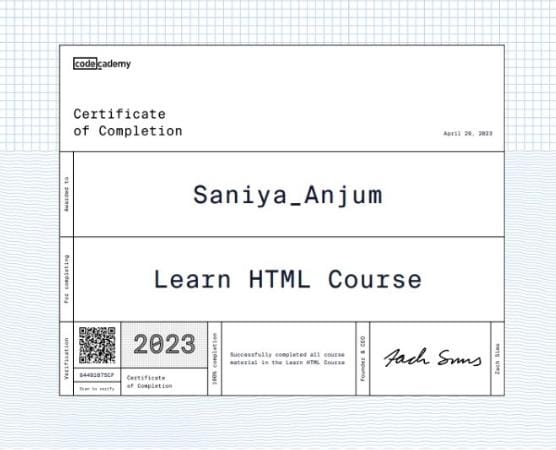 codecademy
Certificate
of Completion
April 20, 2023
Awarded to
Saniya_Anjum
For completing
Learn HTML Course
Verification
64491075CF
Scan to verify
2023
Certificate
of Completion
100% completion
Successfully completed all course
material in the Learn HTML Course
Founder & CEO
Zach Sims
Zach Sims